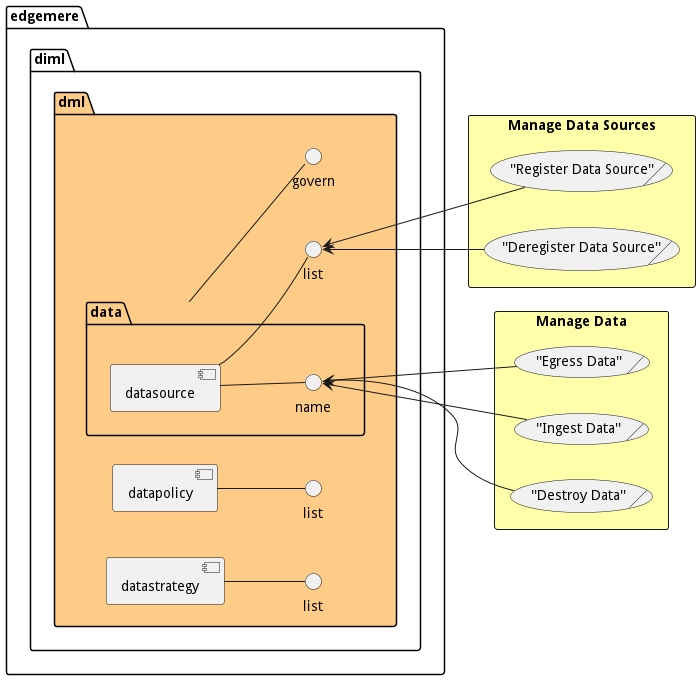 edgemere
diml
dml
govern
list
data
datasource
name
datapolicy
list
datastrategy
list
Manage Data Sources
"Register Data Source"
"Deregister Data Source"
Manage Data
"Egress Data"
"Ingest Data"
"Destroy Data"